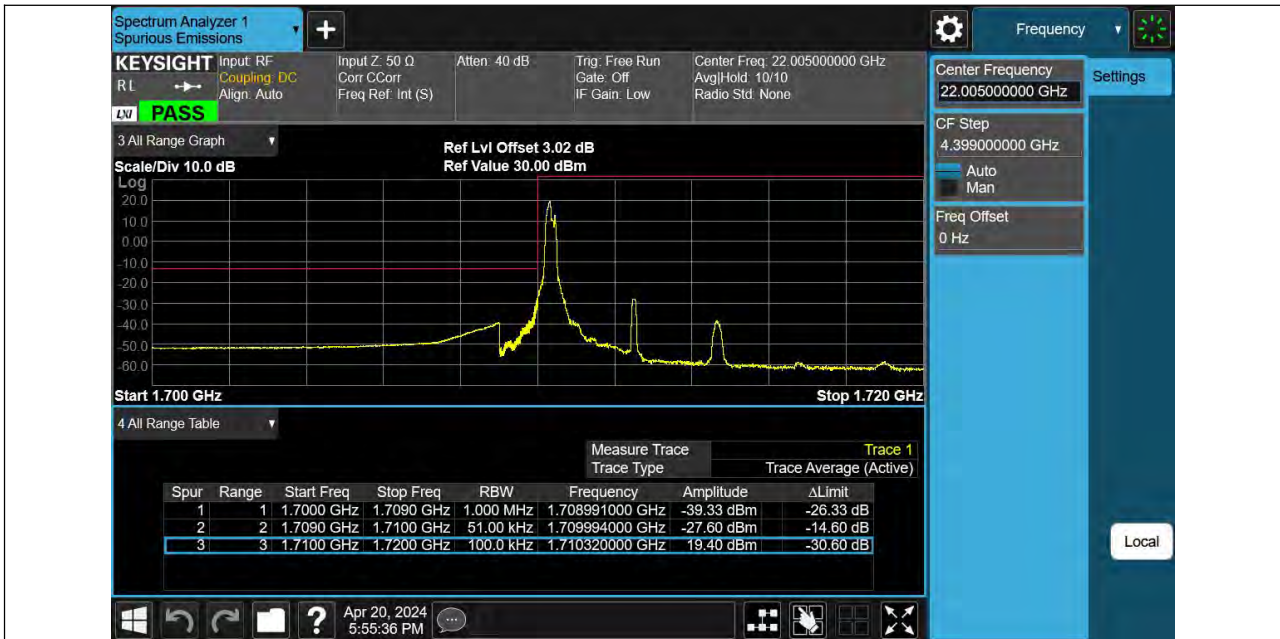 Spectrum Analyzer 1
Spurious Emissions
Frequency
KEYSIGHT
RL
LXI
PASS
Input: RF
Coupling: DC
Align: Auto
Input Z: 50 Ω
Corr CCorr
Freq Ref: Int (S)
Atten: 40 dB
Trig: Free Run
Gate: Off
IF Gain: Low
Center Freq: 22.005000000 GHz
Avg|Hold: 10/10
Radio Std: None
Center Frequency
22.005000000 GHz
Settings
CF Step
4.399000000 GHz
Auto
Man
Freq Offset
0 Hz
3 All Range Graph
Ref Lvl Offset 3.02 dB
Scale/Div 10.0 dB
Ref Value 30.00 dBm
Log
20.0
10.0
0.00
-10.0
-20.0
-30.0
-40.0
-50.0
-60.0
Start 1.700 GHz
Stop 1.720 GHz
4 All Range Table
Measure Trace Trace 1
Trace Type Trace Average (Active)
Spur Range Start Freq Stop Freq RBW Frequency Amplitude ΔLimit
1 1 1.7000 GHz 1.7090 GHz 1.000 MHz 1.708991000 GHz -39.33 dBm -26.33 dB
2 2 1.7090 GHz 1.7100 GHz 51.00 kHz 1.709994000 GHz -27.60 dBm -14.60 dB
3 3 1.7100 GHz 1.7200 GHz 100.0 kHz 1.710320000 GHz 19.40 dBm -30.60 dB
Local
Apr 20, 2024
5:55:36 PM